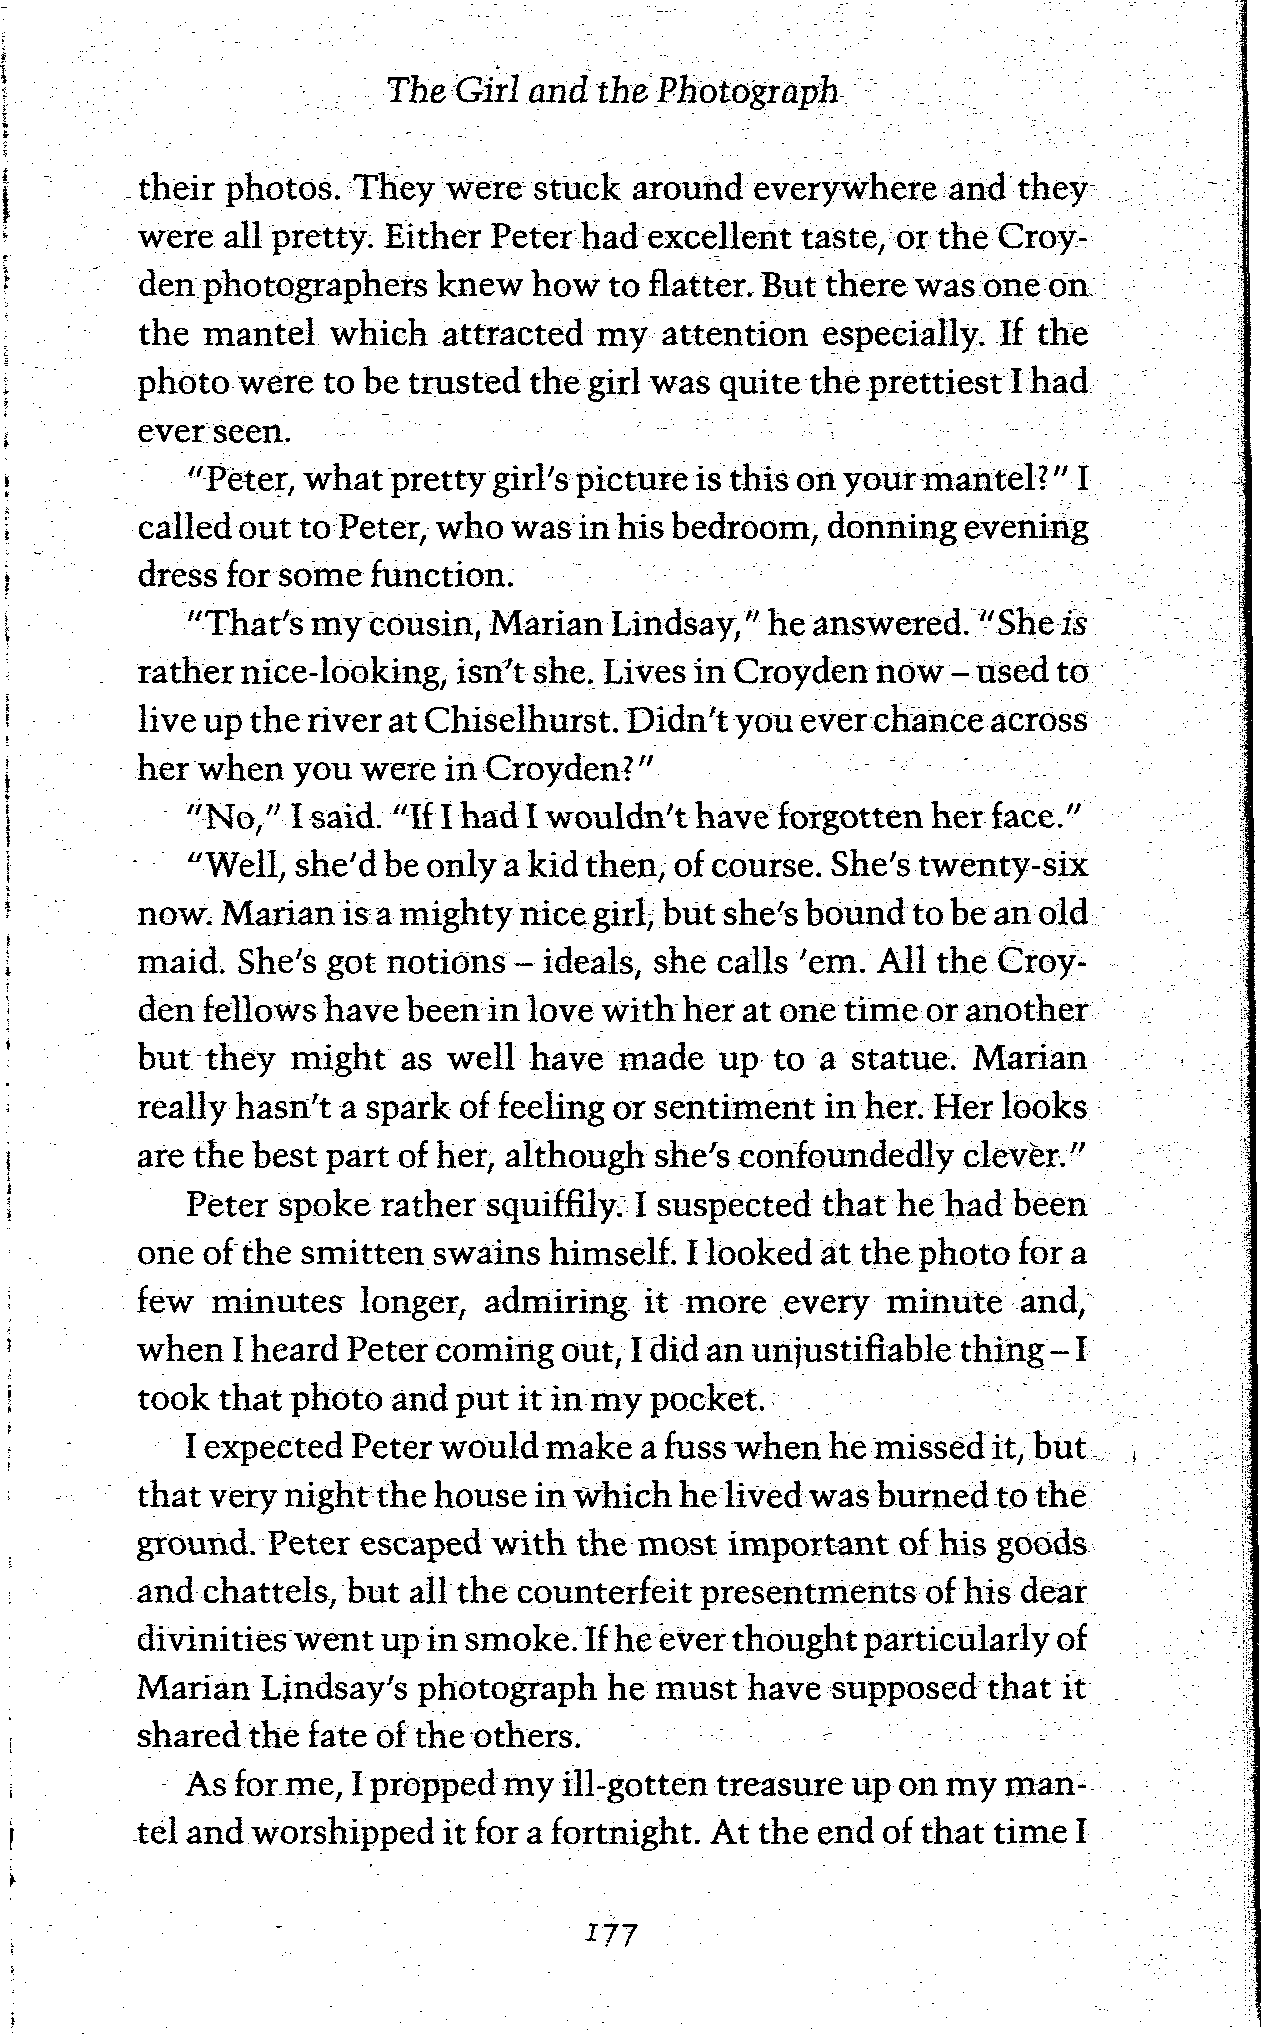 The Girl and the Photograph
their photos. They were stuck around everywhere and they
were all pretty. Either Peter had excellent taste, or the Croy-
den photographers knew how to flatter. But there was one on
the mantel which attracted my attention especially. If the
photo were to be trusted the girl was quite the prettiest I had
ever seen.
"Peter, what pretty girl's picture is this on your mantel?" I
called out to Peter, who was in his bedroom, donning evening
dress for some function.
"That's my cousin, Marian Lindsay," he answered. "She is
rather nice-looking, isn't she. Lives in Croyden now – used to
live up the river at Chiselhurst. Didn't you ever chance across
her when you were in Croyden?"
"No," I said. "If I had I wouldn't have forgotten her face."
"Well, she'd be only a kid then, of course. She's twenty-six
now. Marian is a mighty nice girl, but she's bound to be an old
maid. She's got notions – ideals, she calls 'em. All the Croy-
den fellows have been in love with her at one time or another
but they might as well have made up to a statue. Marian
really hasn't a spark of feeling or sentiment in her. Her looks
are the best part of her, although she's confoundedly clever."
Peter spoke rather squiffily. I suspected that he had been
one of the smitten swains himself. I looked at the photo for a
few minutes longer, admiring it more every minute and,
when I heard Peter coming out, I did an unjustifiable thing – I
took that photo and put it in my pocket.
I expected Peter would make a fuss when he missed it, but
that very night the house in which he lived was burned to the
ground. Peter escaped with the most important of his goods
and chattels, but all the counterfeit presentments of his dear
divinities went up in smoke. If he ever thought particularly of
Marian Lindsay's photograph he must have supposed that it
shared the fate of the others.
As for me, I propped my ill-gotten treasure up on my man-
tel and worshipped it for a fortnight. At the end of that time I
177